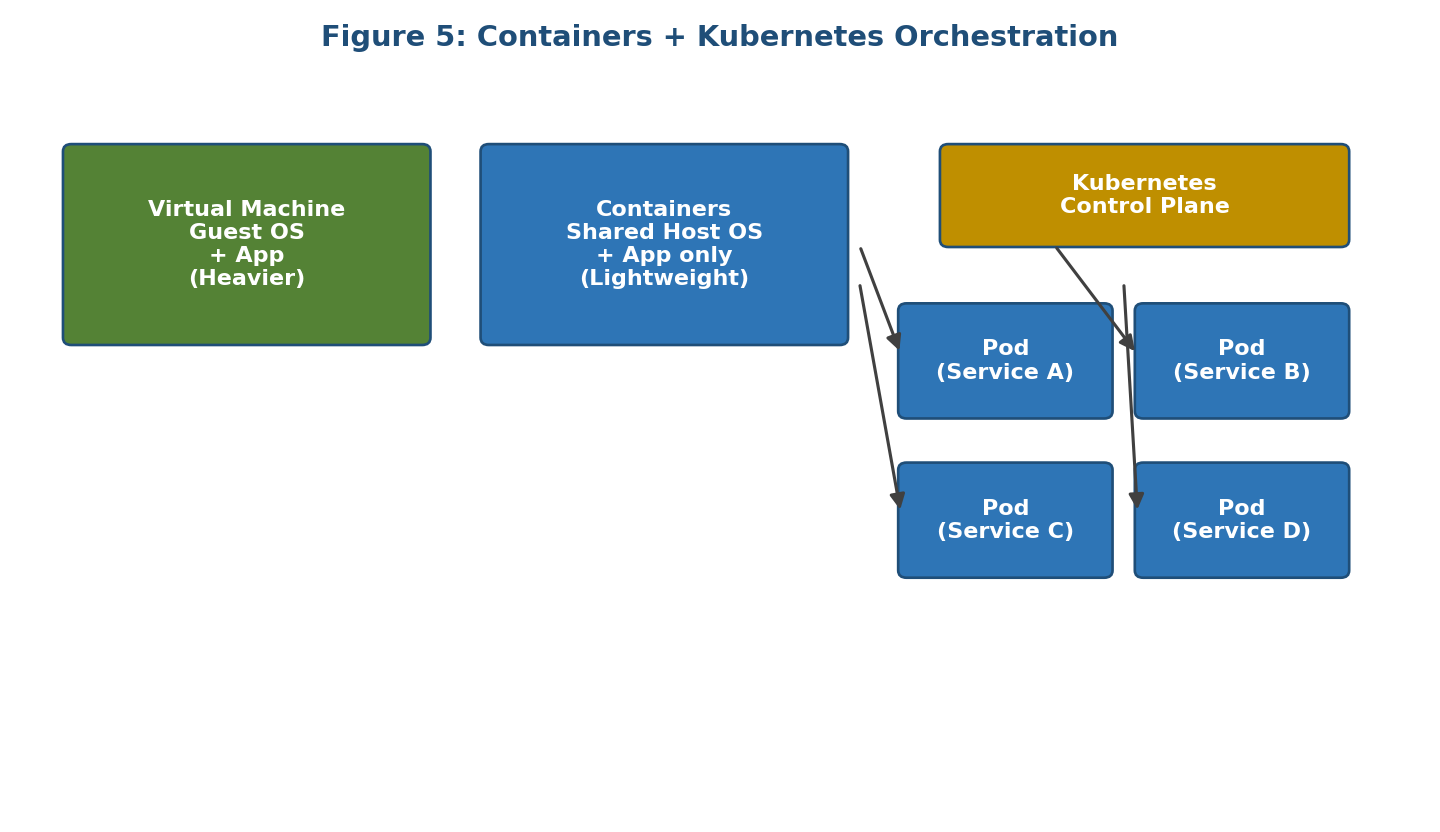 Figure 5: Containers + Kubernetes Orchestration
Virtual Machine
Guest OS
+ App
(Heavier)
Containers
Shared Host OS
+ App only
(Lightweight)
Kubernetes
Control Plane
Pod
(Service A)
Pod
(Service B)
Pod
(Service C)
Pod
(Service D)